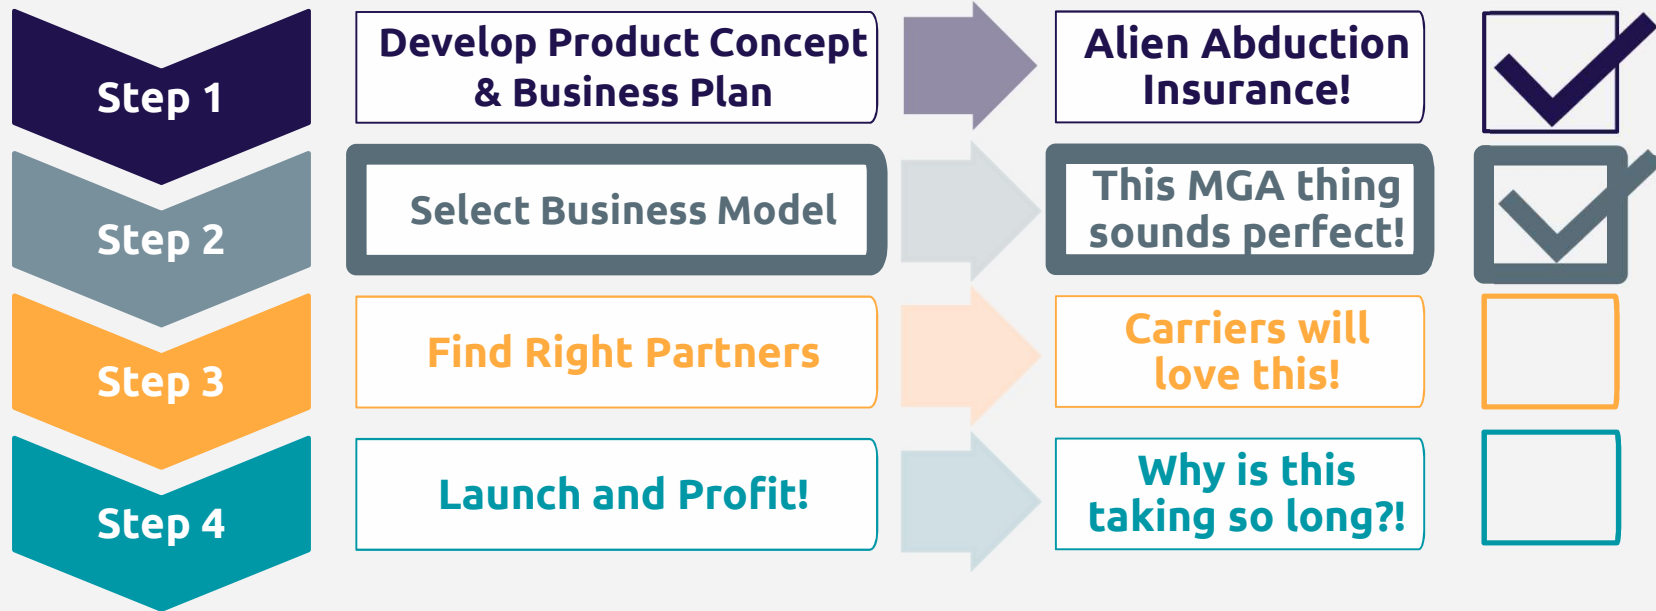 Step 1
Develop Product Concept
& Business Plan
Alien Abduction
Insurance!
Step 2
Select Business Model
This MGA thing
sounds perfect!
Step 3
Find Right Partners
Carriers will
love this!
Step 4
Launch and Profit!
Why is this
taking so long?!